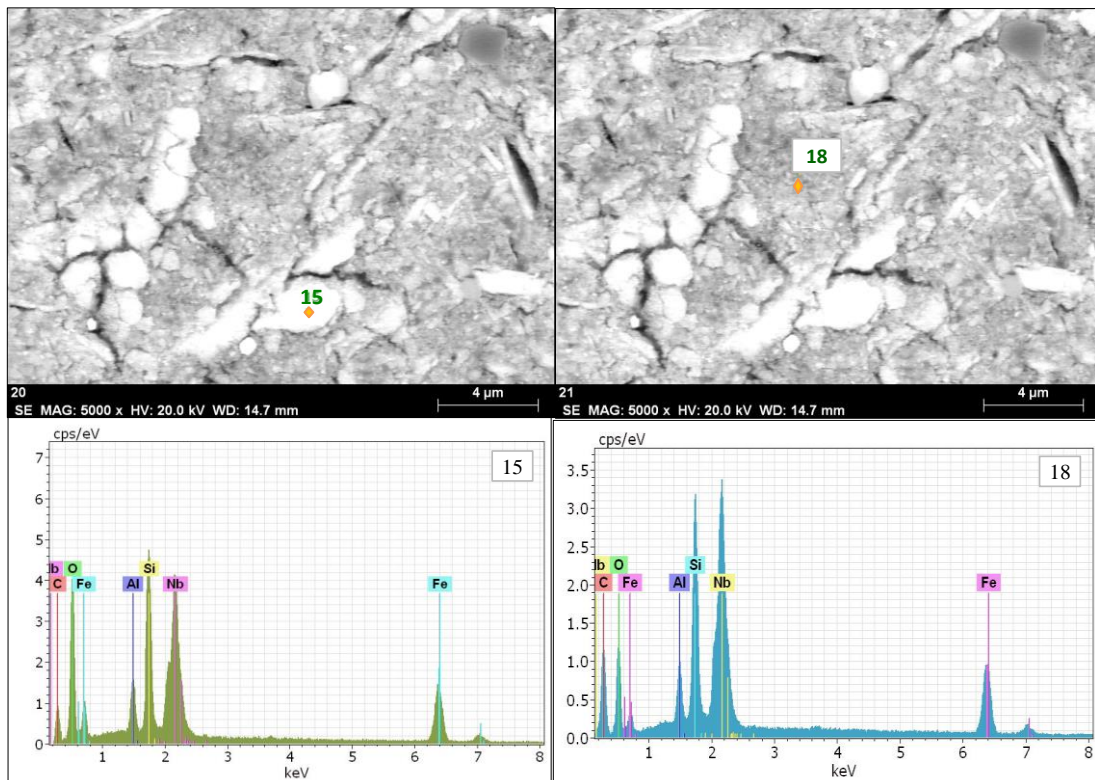 15
20
4 µm
SE MAG: 5000 x HV: 20.0 kV WD: 14.7 mm
18
21
4 µm
SE MAG: 5000 x HV: 20.0 kV WD: 14.7 mm
cps/eV
15
7
6
5
4
3
2
1
0
lb O Si
C Fe Al Nb Fe
1 2 3 4 5 6 7 8
keV
cps/eV
18
3.5
3.0
2.5
2.0
1.5
1.0
0.5
0.0
lb O Si
C Fe Al Nb Fe
1 2 3 4 5 6 7 8
keV